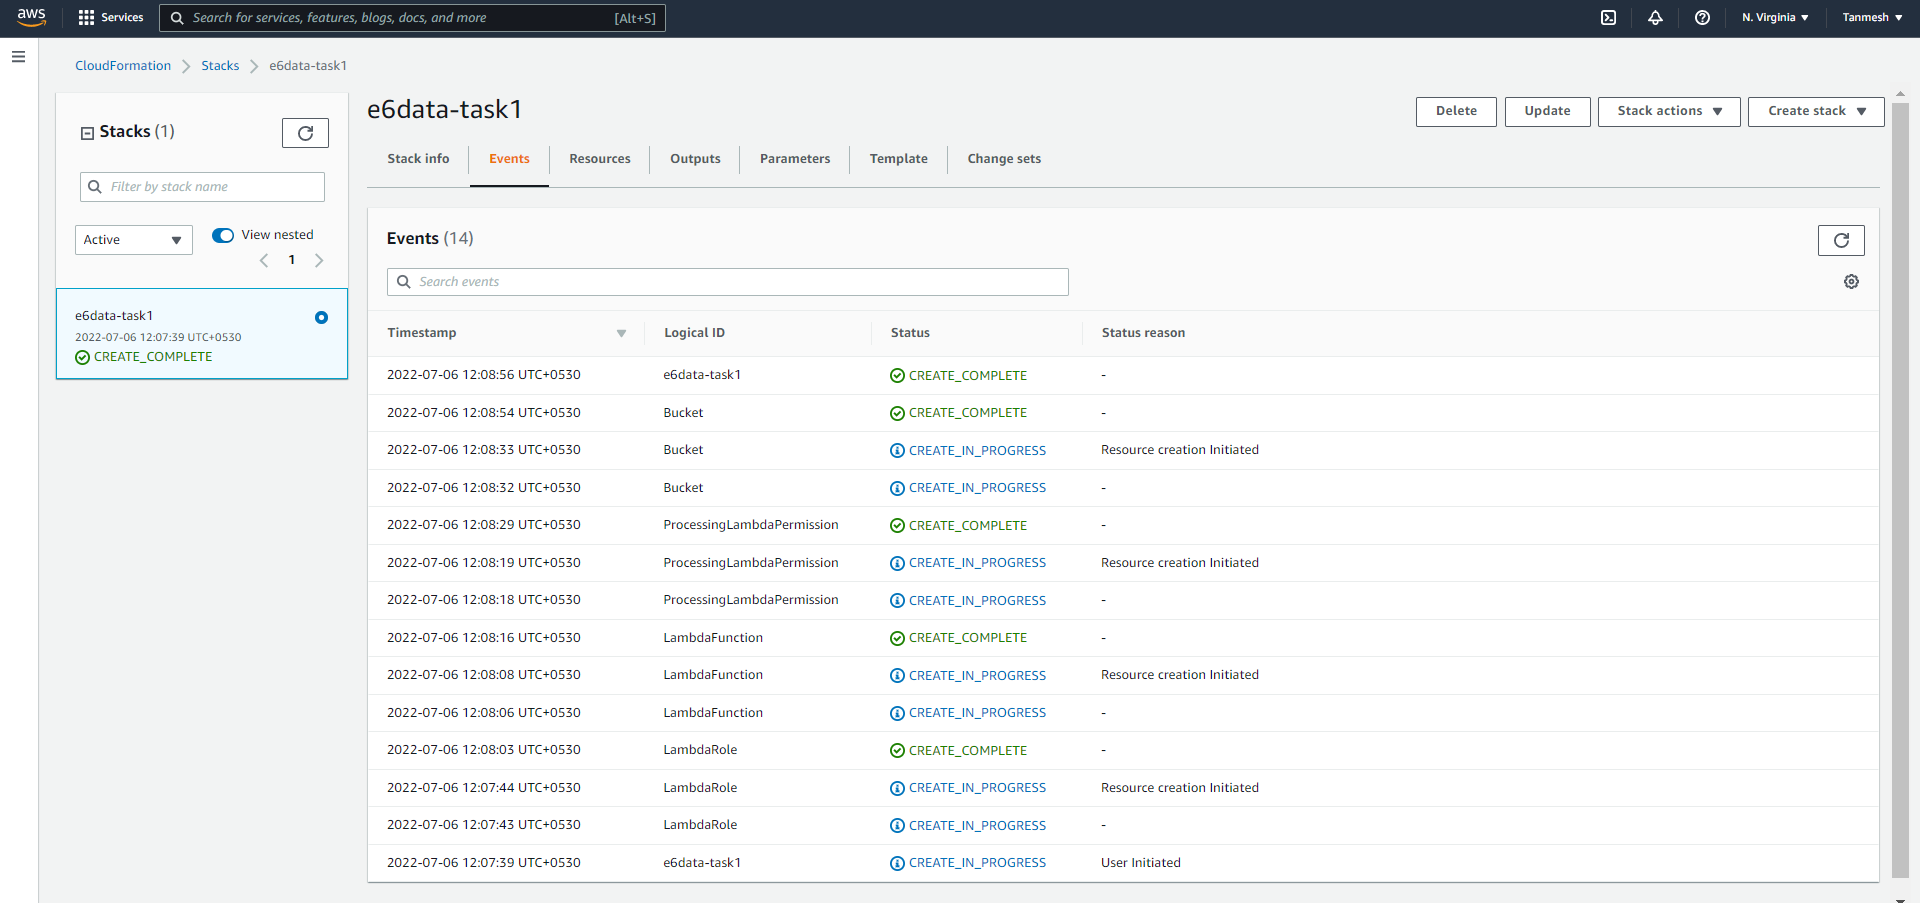 aws Services Search for services, features, blogs, docs, and more [Alt+S] N. Virginia Tanmesh
CloudFormation Stacks e6data-task1
Stacks (1)
Filter by stack name
Active View nested
1
e6data-task1
2022-07-06 12:07:39 UTC+0530
CREATE_COMPLETE
e6data-task1
Delete Update Stack actions Create stack
Stack info Events Resources Outputs Parameters Template Change sets
Events (14)
Search events
Timestamp Logical ID Status Status reason
2022-07-06 12:08:56 UTC+0530 e6data-task1 CREATE_COMPLETE -
2022-07-06 12:08:54 UTC+0530 Bucket CREATE_COMPLETE -
2022-07-06 12:08:33 UTC+0530 Bucket CREATE_IN_PROGRESS Resource creation Initiated
2022-07-06 12:08:32 UTC+0530 Bucket CREATE_IN_PROGRESS -
2022-07-06 12:08:29 UTC+0530 ProcessingLambdaPermission CREATE_COMPLETE -
2022-07-06 12:08:19 UTC+0530 ProcessingLambdaPermission CREATE_IN_PROGRESS Resource creation Initiated
2022-07-06 12:08:18 UTC+0530 ProcessingLambdaPermission CREATE_IN_PROGRESS -
2022-07-06 12:08:16 UTC+0530 LambdaFunction CREATE_COMPLETE -
2022-07-06 12:08:08 UTC+0530 LambdaFunction CREATE_IN_PROGRESS Resource creation Initiated
2022-07-06 12:08:06 UTC+0530 LambdaFunction CREATE_IN_PROGRESS -
2022-07-06 12:08:03 UTC+0530 LambdaRole CREATE_COMPLETE -
2022-07-06 12:07:44 UTC+0530 LambdaRole CREATE_IN_PROGRESS Resource creation Initiated
2022-07-06 12:07:43 UTC+0530 LambdaRole CREATE_IN_PROGRESS -
2022-07-06 12:07:39 UTC+0530 e6data-task1 CREATE_IN_PROGRESS User Initiated